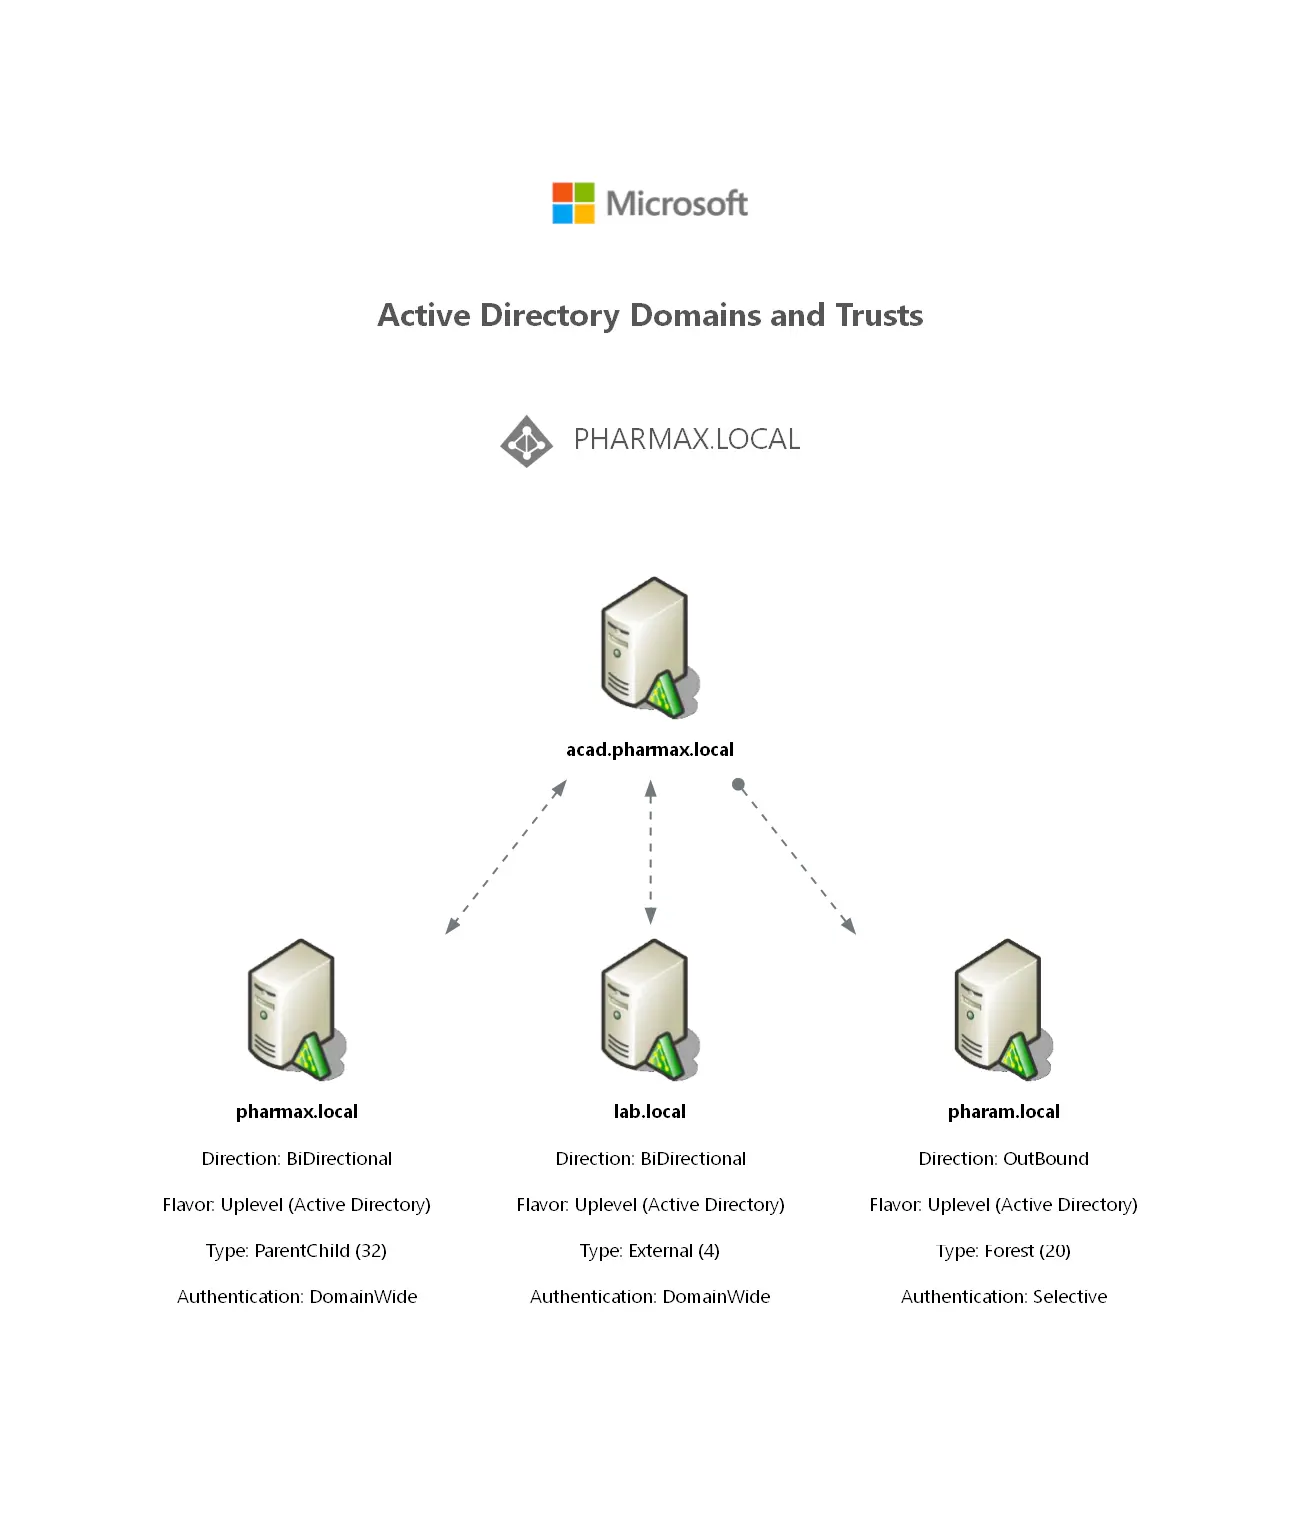 Microsoft
Active Directory Domains and Trusts
PHARMAX.LOCAL
acad.pharmax.local
pharmax.local
Direction: BiDirectional
Flavor: Uplevel (Active Directory)
Type: ParentChild (32)
Authentication: DomainWide
lab.local
Direction: BiDirectional
Flavor: Uplevel (Active Directory)
Type: External (4)
Authentication: DomainWide
pharam.local
Direction: OutBound
Flavor: Uplevel (Active Directory)
Type: Forest (20)
Authentication: Selective